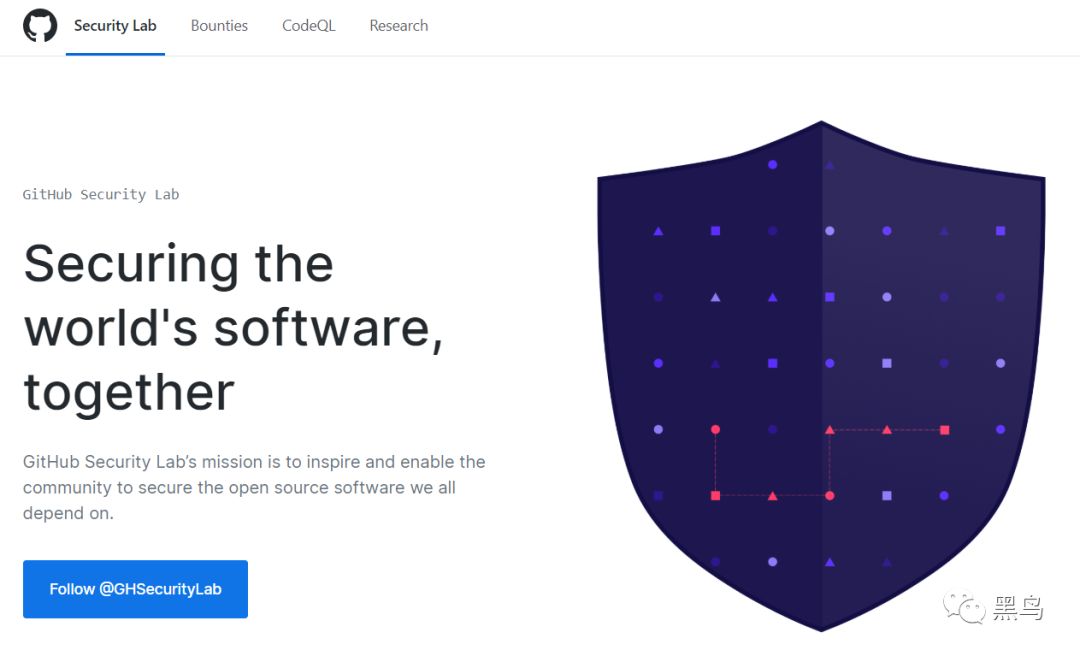 Security Lab
Bounties
CodeQL
Research
GitHub Security Lab
Securing the
world's software,
together
GitHub Security Lab’s mission is to inspire and enable the
community to secure the open source software we all
depend on.
Follow @GHSecurityLab
黑鸟